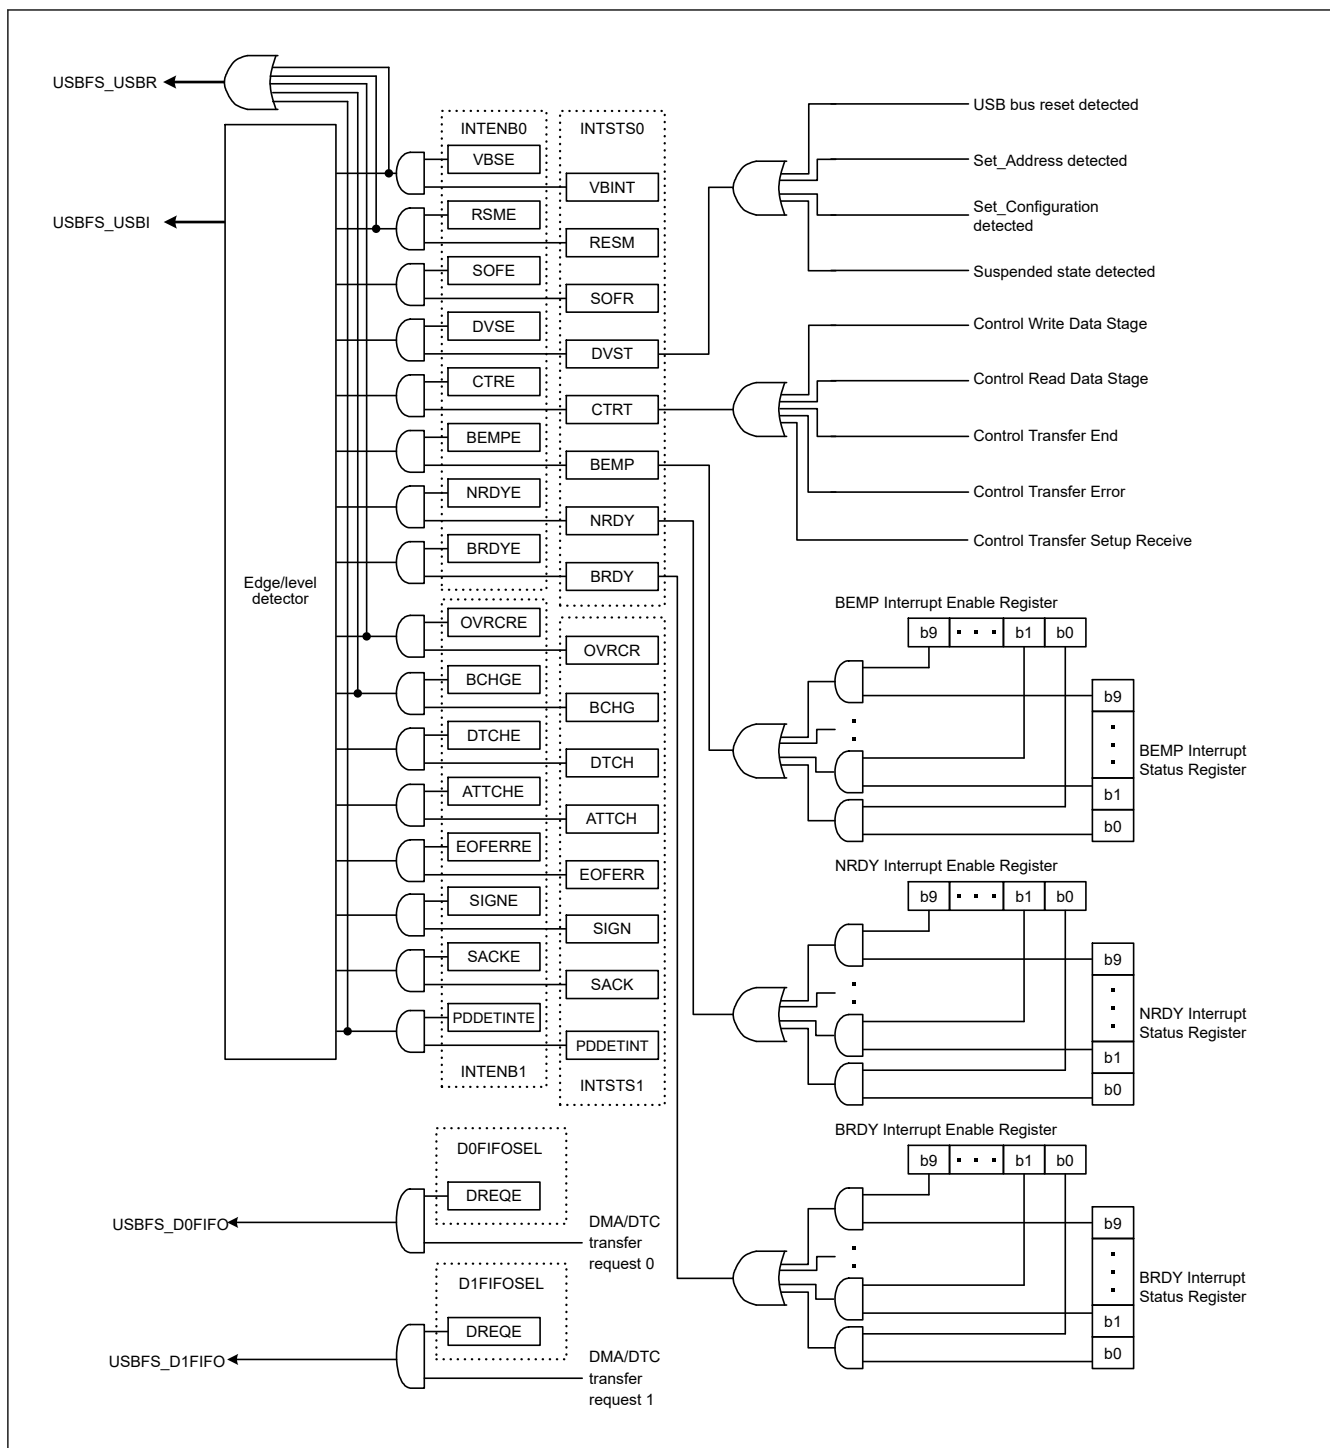 USBFS_USBR
USBFS_USBI
Edge/level
detector
INTENB0
VBSE
RSME
SOFE
DVSE
CTRE
BEMPE
NRDYE
BRDYE
OVRCRE
BCHGE
DTCHE
ATTCHE
EOFERRE
SIGNE
SACKE
PDDETINTE
INTENB1
INTSTS0
VBINT
RESM
SOFR
DVST
CTRT
BEMP
NRDY
BRDY
OVRCR
BCHG
DTCH
ATTCH
EOFERR
SIGN
SACK
PDDETINT
INTSTS1
USB bus reset detected
Set_Address detected
Set_Configuration
detected
Suspended state detected
Control Write Data Stage
Control Read Data Stage
Control Transfer End
Control Transfer Error
Control Transfer Setup Receive
BEMP Interrupt Enable Register
b9 · · · b1 b0
b9
b1
b0
BEMP Interrupt
Status Register
NRDY Interrupt Enable Register
b9 · · · b1 b0
b9
b1
b0
NRDY Interrupt
Status Register
BRDY Interrupt Enable Register
b9 · · · b1 b0
b9
b1
b0
BRDY Interrupt
Status Register
D0FIFOSEL
DREQE
USBFS_D0FIFO
DMA/DTC
transfer
request 0
D1FIFOSEL
DREQE
USBFS_D1FIFO
DMA/DTC
transfer
request 1